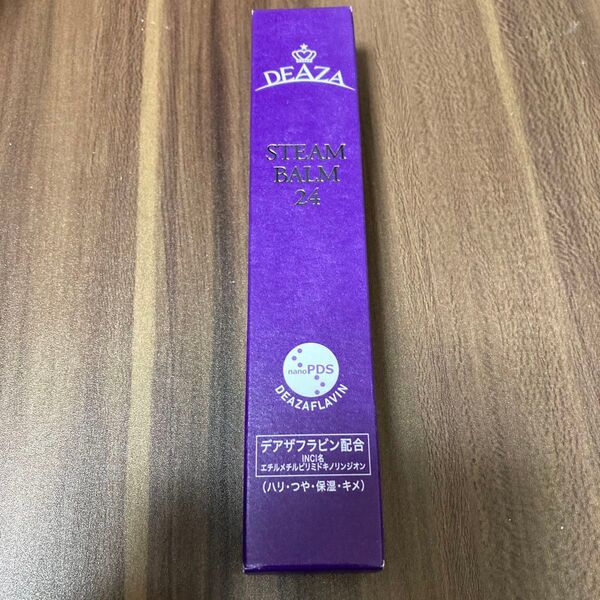 DEAZA
STEAM
BALM
24
nanoPDS
DEAZAFLAVIN
デアザフラビン配合
INCI名
エチルメチルピリミドキノリンジオン
(ハリ・つや・保湿・キメ)